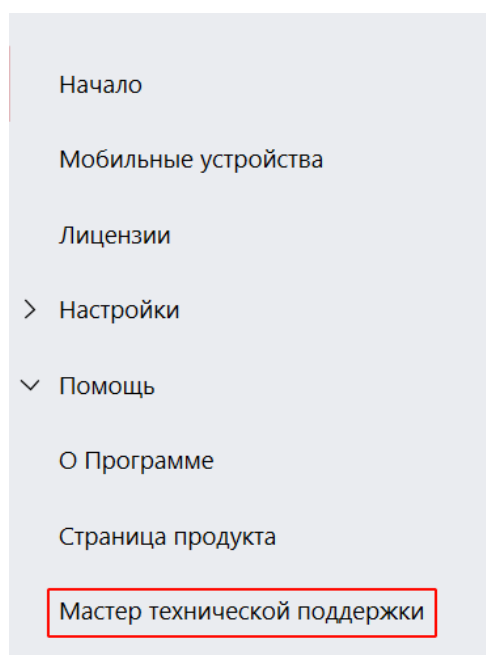 Начало
Мобильные устройства
Лицензии
Настройки
Помощь
О Программе
Страница продукта
Мастер технической поддержки